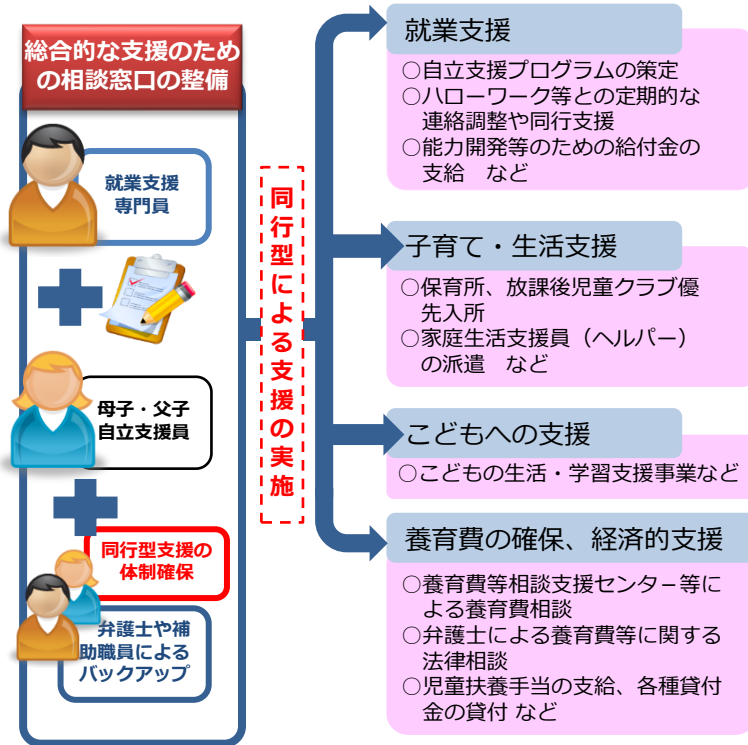 総合的な支援のため
の相談窓口の整備
就業支援
専門員
母子・父子
自立支援員
同行型支援の
体制確保
弁護士や補
助職員による
バックアップ
同行型による支援の実施
就業支援
○自立支援プログラムの策定
○ハローワーク等との定期的な
連絡調整や同行支援
○能力開発等のための給付金の
支給　など
子育て・生活支援
○保育所、放課後児童クラブ優
先入所
○家庭生活支援員（ヘルパー）
の派遣　など
こどもへの支援
○こどもの生活・学習支援事業など
養育費の確保、経済的支援
○養育費等相談支援センター等に
よる養育費相談
○弁護士による養育費等に関する
法律相談
○児童扶養手当の支給、各種貸付
金の貸付 など